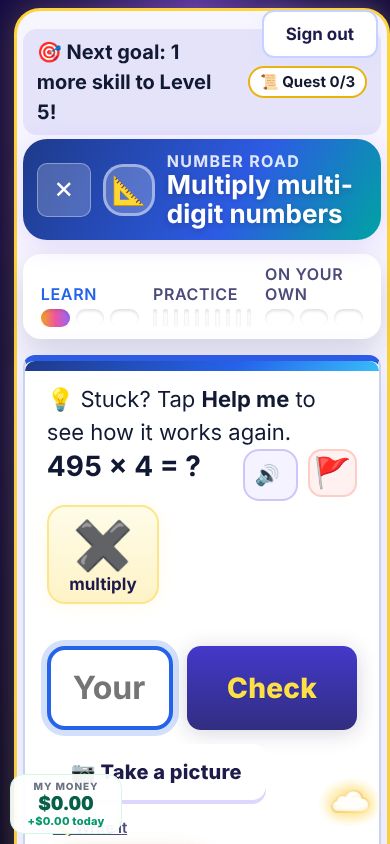 Sign out
🎯 Next goal: 1
more skill to Level
5!
📜 Quest 0/3
NUMBER ROAD
Multiply multi-
digit numbers
LEARN
PRACTICE
ON YOUR
OWN
💡 Stuck? Tap Help me to
see how it works again.
495 × 4 = ?
multiply
Your
Check
Take a picture
MY MONEY
$0.00
+$0.00 today